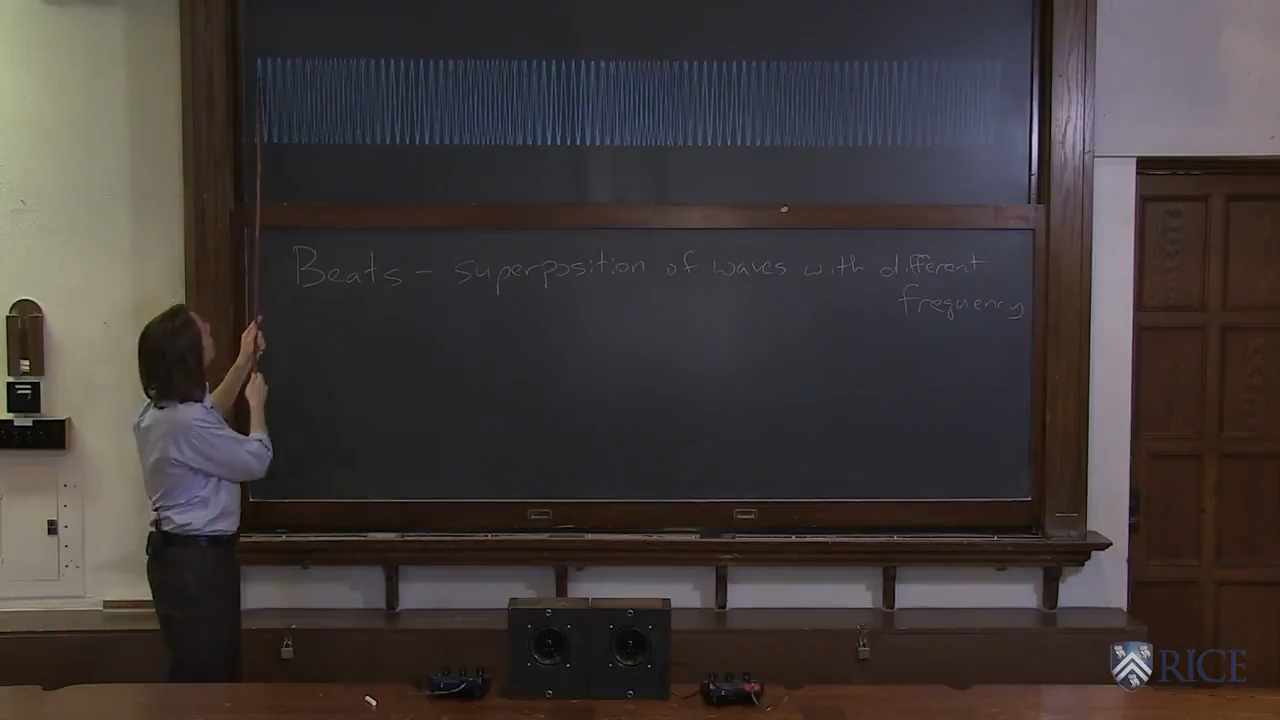 Beats - superposition of waves with different
frequency
RICE